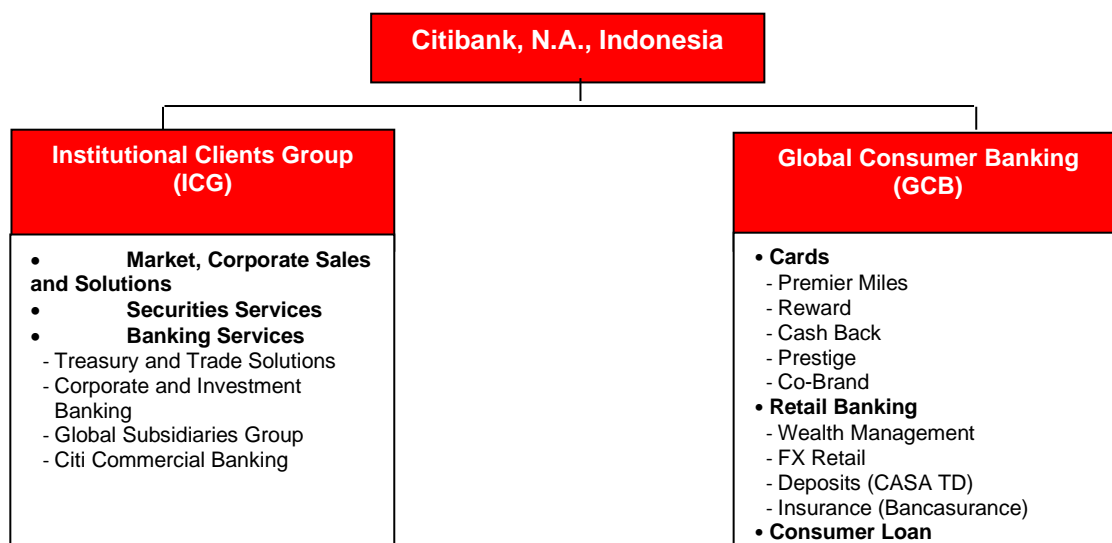 Citibank, N.A., Indonesia
Institutional Clients Group
(ICG)
• Market, Corporate Sales
and Solutions
• Securities Services
• Banking Services
- Treasury and Trade Solutions
- Corporate and Investment
Banking
- Global Subsidiaries Group
- Citi Commercial Banking
Global Consumer Banking
(GCB)
• Cards
- Premier Miles
- Reward
- Cash Back
- Prestige
- Co-Brand
• Retail Banking
- Wealth Management
- FX Retail
- Deposits (CASA TD)
- Insurance (Bancasurance)
• Consumer Loan